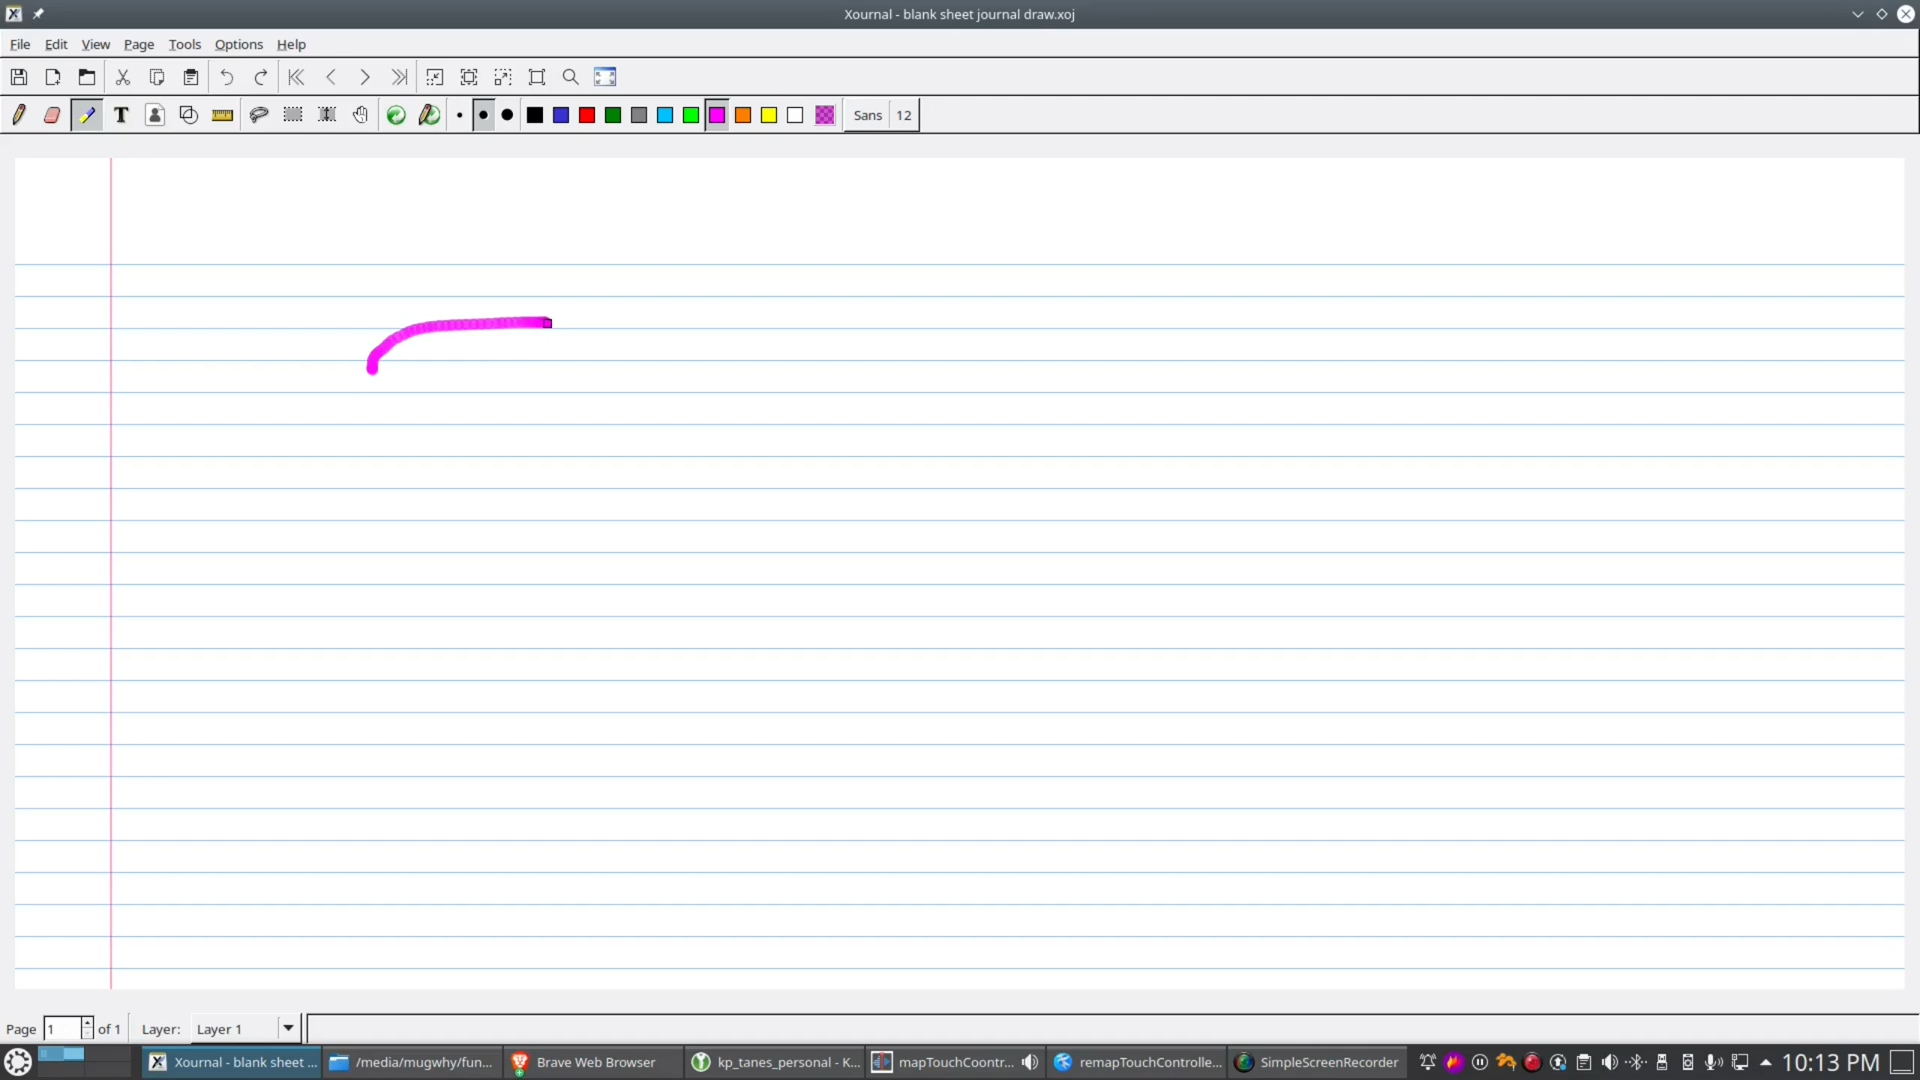 Xournal - blank sheet journal draw.xoj
File Edit View Page Tools Options Help
T Sans 12
Page 1 of 1 Layer: Layer 1
Xournal - blank sheet ... /media/mugwhy/fun... Brave Web Browser kp_tanes_personal - K... mapTouchCoontr... remapTouchControlle... SimpleScreenRecorder 10:13 PM